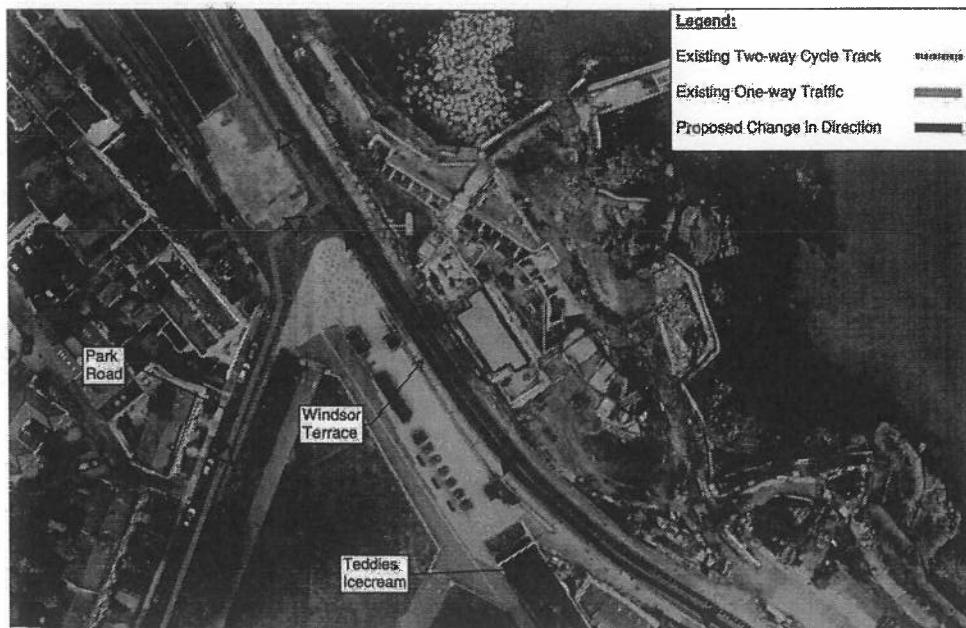 Legend:
Existing Two-way Cycle Track
Existing One-way Traffic
Proposed Change in Direction
Park
Road
Windsor
Terrace
Teddies
Icecream